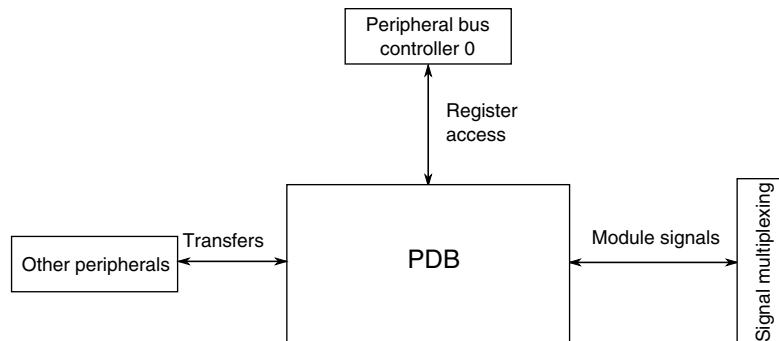 Peripheral bus
controller 0
Register
access
Transfers
Other peripherals
PDB
Module signals
Signal multiplexing